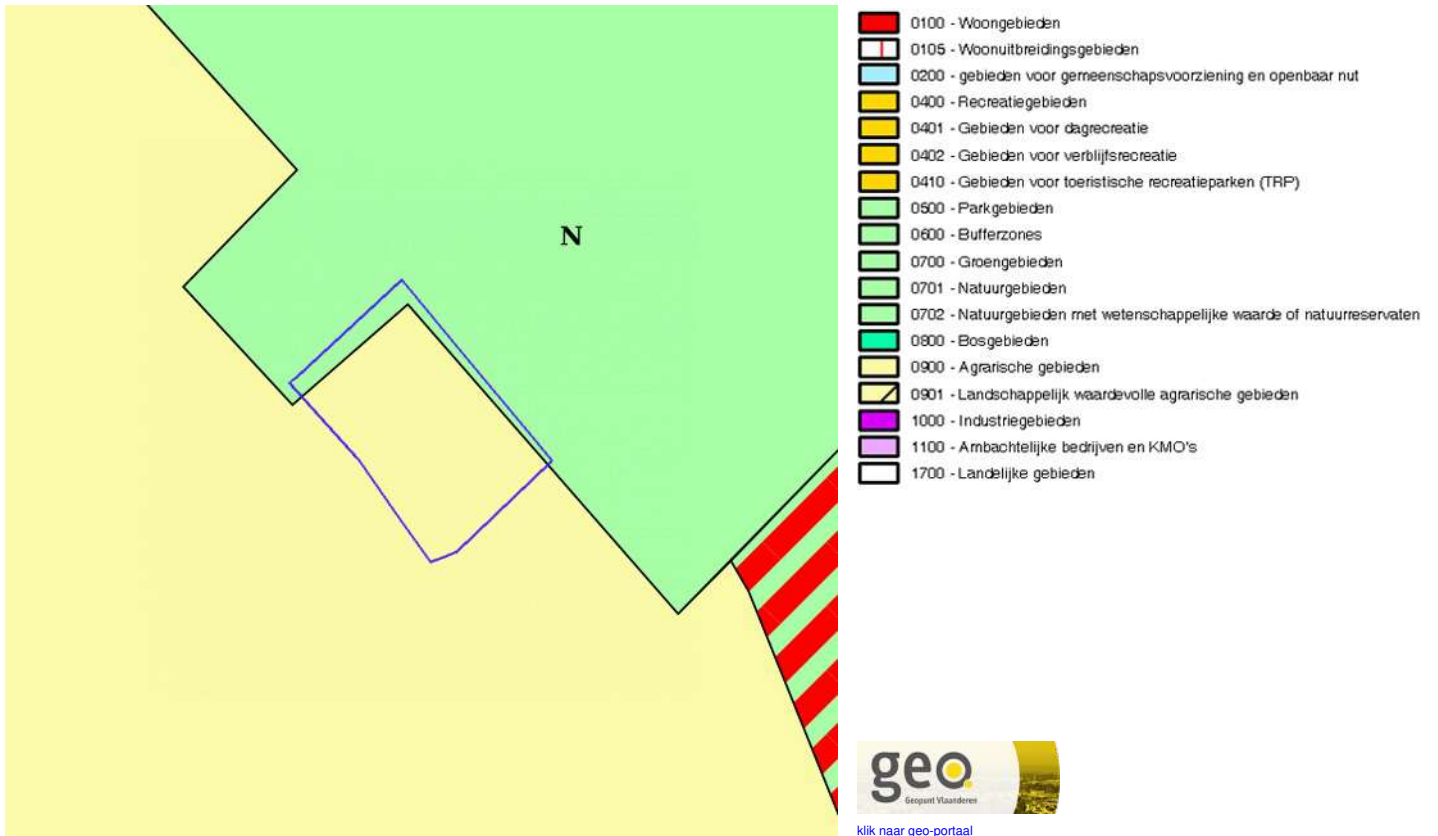 N
0100 - Woongebieden
0105 - Woonuitbreidingsgebieden
0200 - gebieden voor gemeenschapsvoorziening en openbaar nut
0400 - Recreatiegebieden
0401 - Gebieden voor dagrecreatie
0402 - Gebieden voor verblijfsrecreatie
0410 - Gebieden voor toeristische recreatieparken (TRP)
0500 - Parkgebieden
0600 - Bufferzones
0700 - Groengebieden
0701 - Natuurgebieden
0702 - Natuurgebieden met wetenschappelijke waarde of natuurreservaten
0800 - Bosgebieden
0900 - Agrarische gebieden
0901 - Landschappelijk waardevolle agrarische gebieden
1000 - Industriegebieden
1100 - Ambachtelijke bedrijven en KMO's
1700 - Landelijke gebieden
geo.
Geopunt Vlaanderen
klik naar geo-portaal